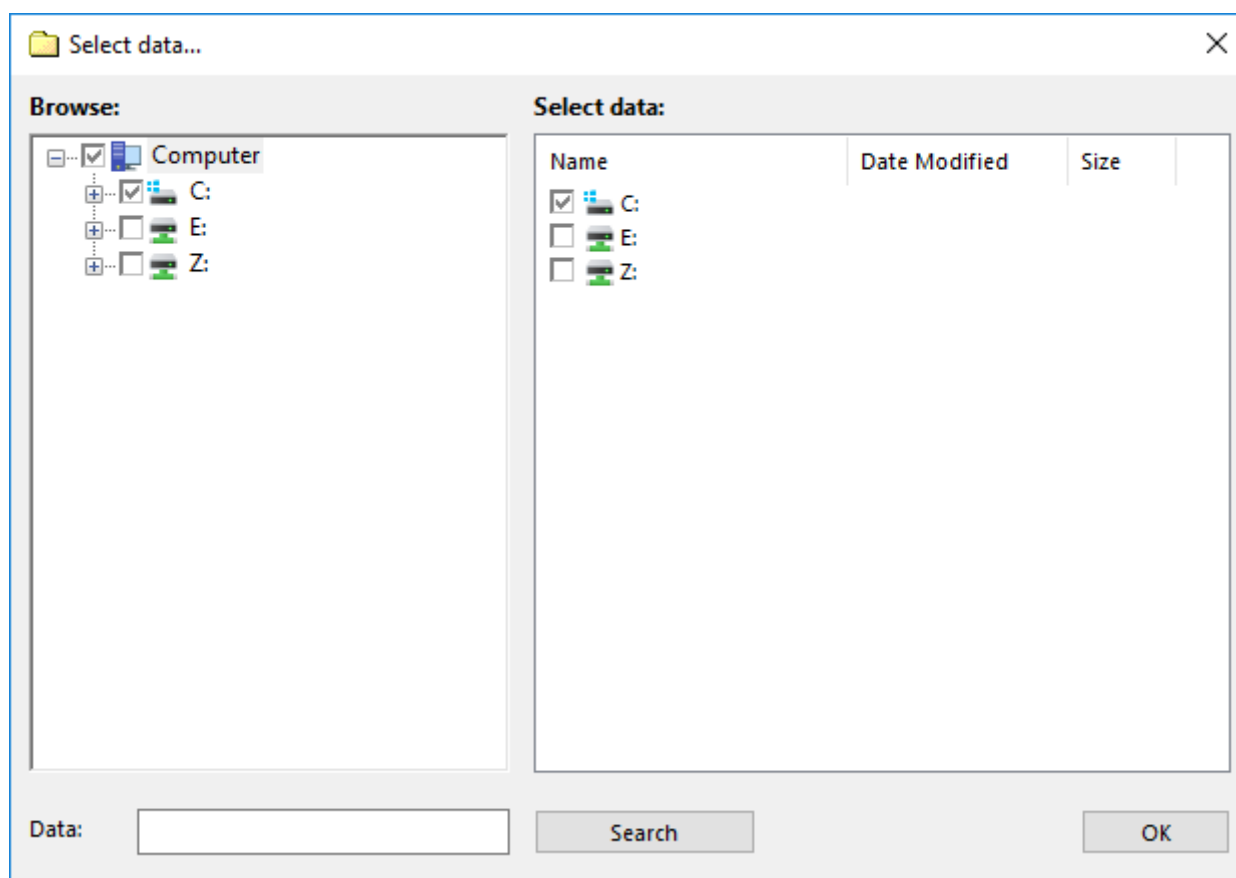 Select data...
Browse:
Computer
C:
E:
Z:
Select data:
Name Date Modified Size
C:
E:
Z:
Data:
Search
OK